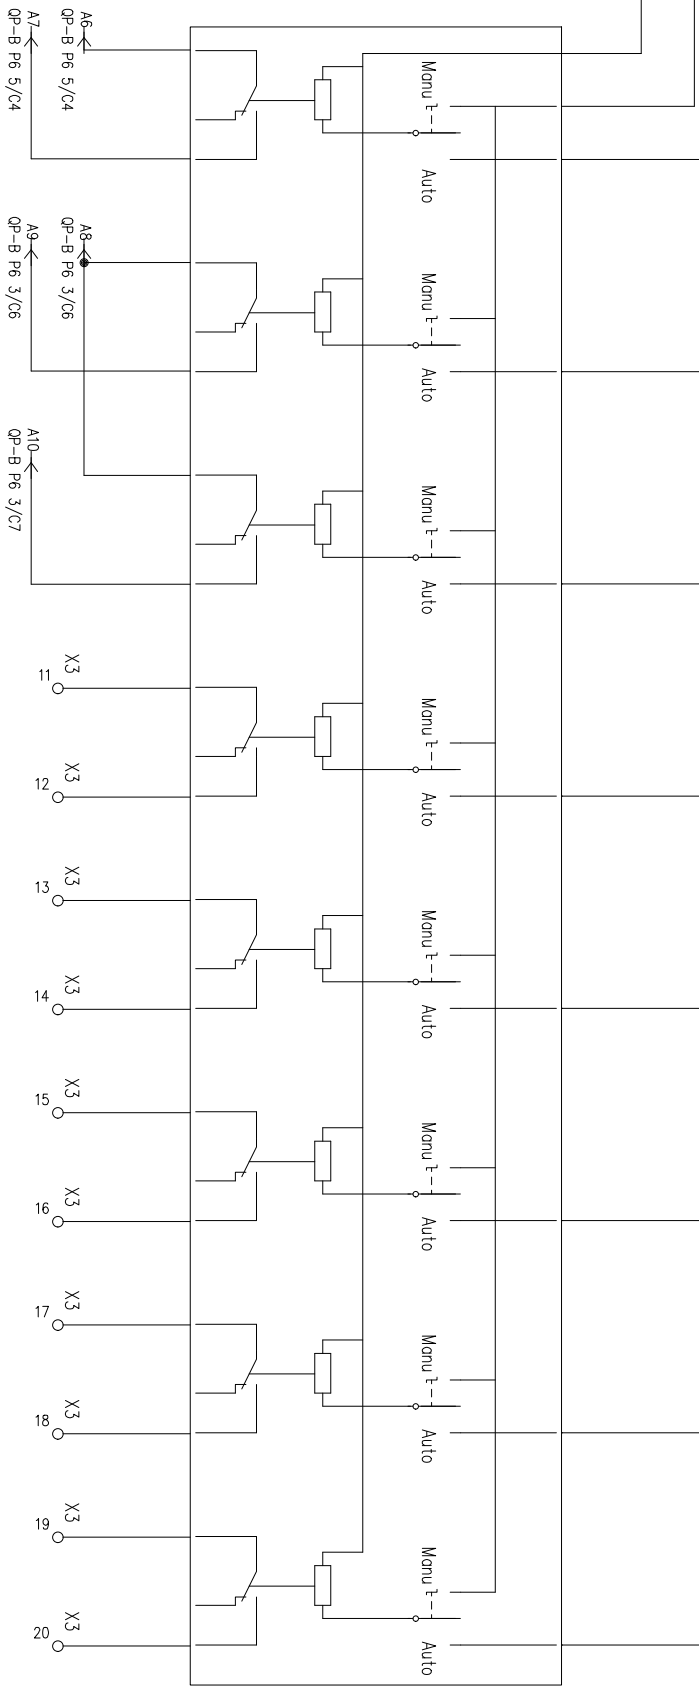 A6
QP-B P6 5/C4
A7
QP-B P6 5/C4
Manu
Auto
A8
QP-B P6 3/C6
A9
QP-B P6 3/C6
Manu
Auto
A10
QP-B P6 3/C7
Manu
Auto
X3
11
X3
12
Manu
Auto
X3
13
X3
14
Manu
Auto
X3
15
X3
16
Manu
Auto
X3
17
X3
18
Manu
Auto
X3
19
X3
20
Manu
Auto